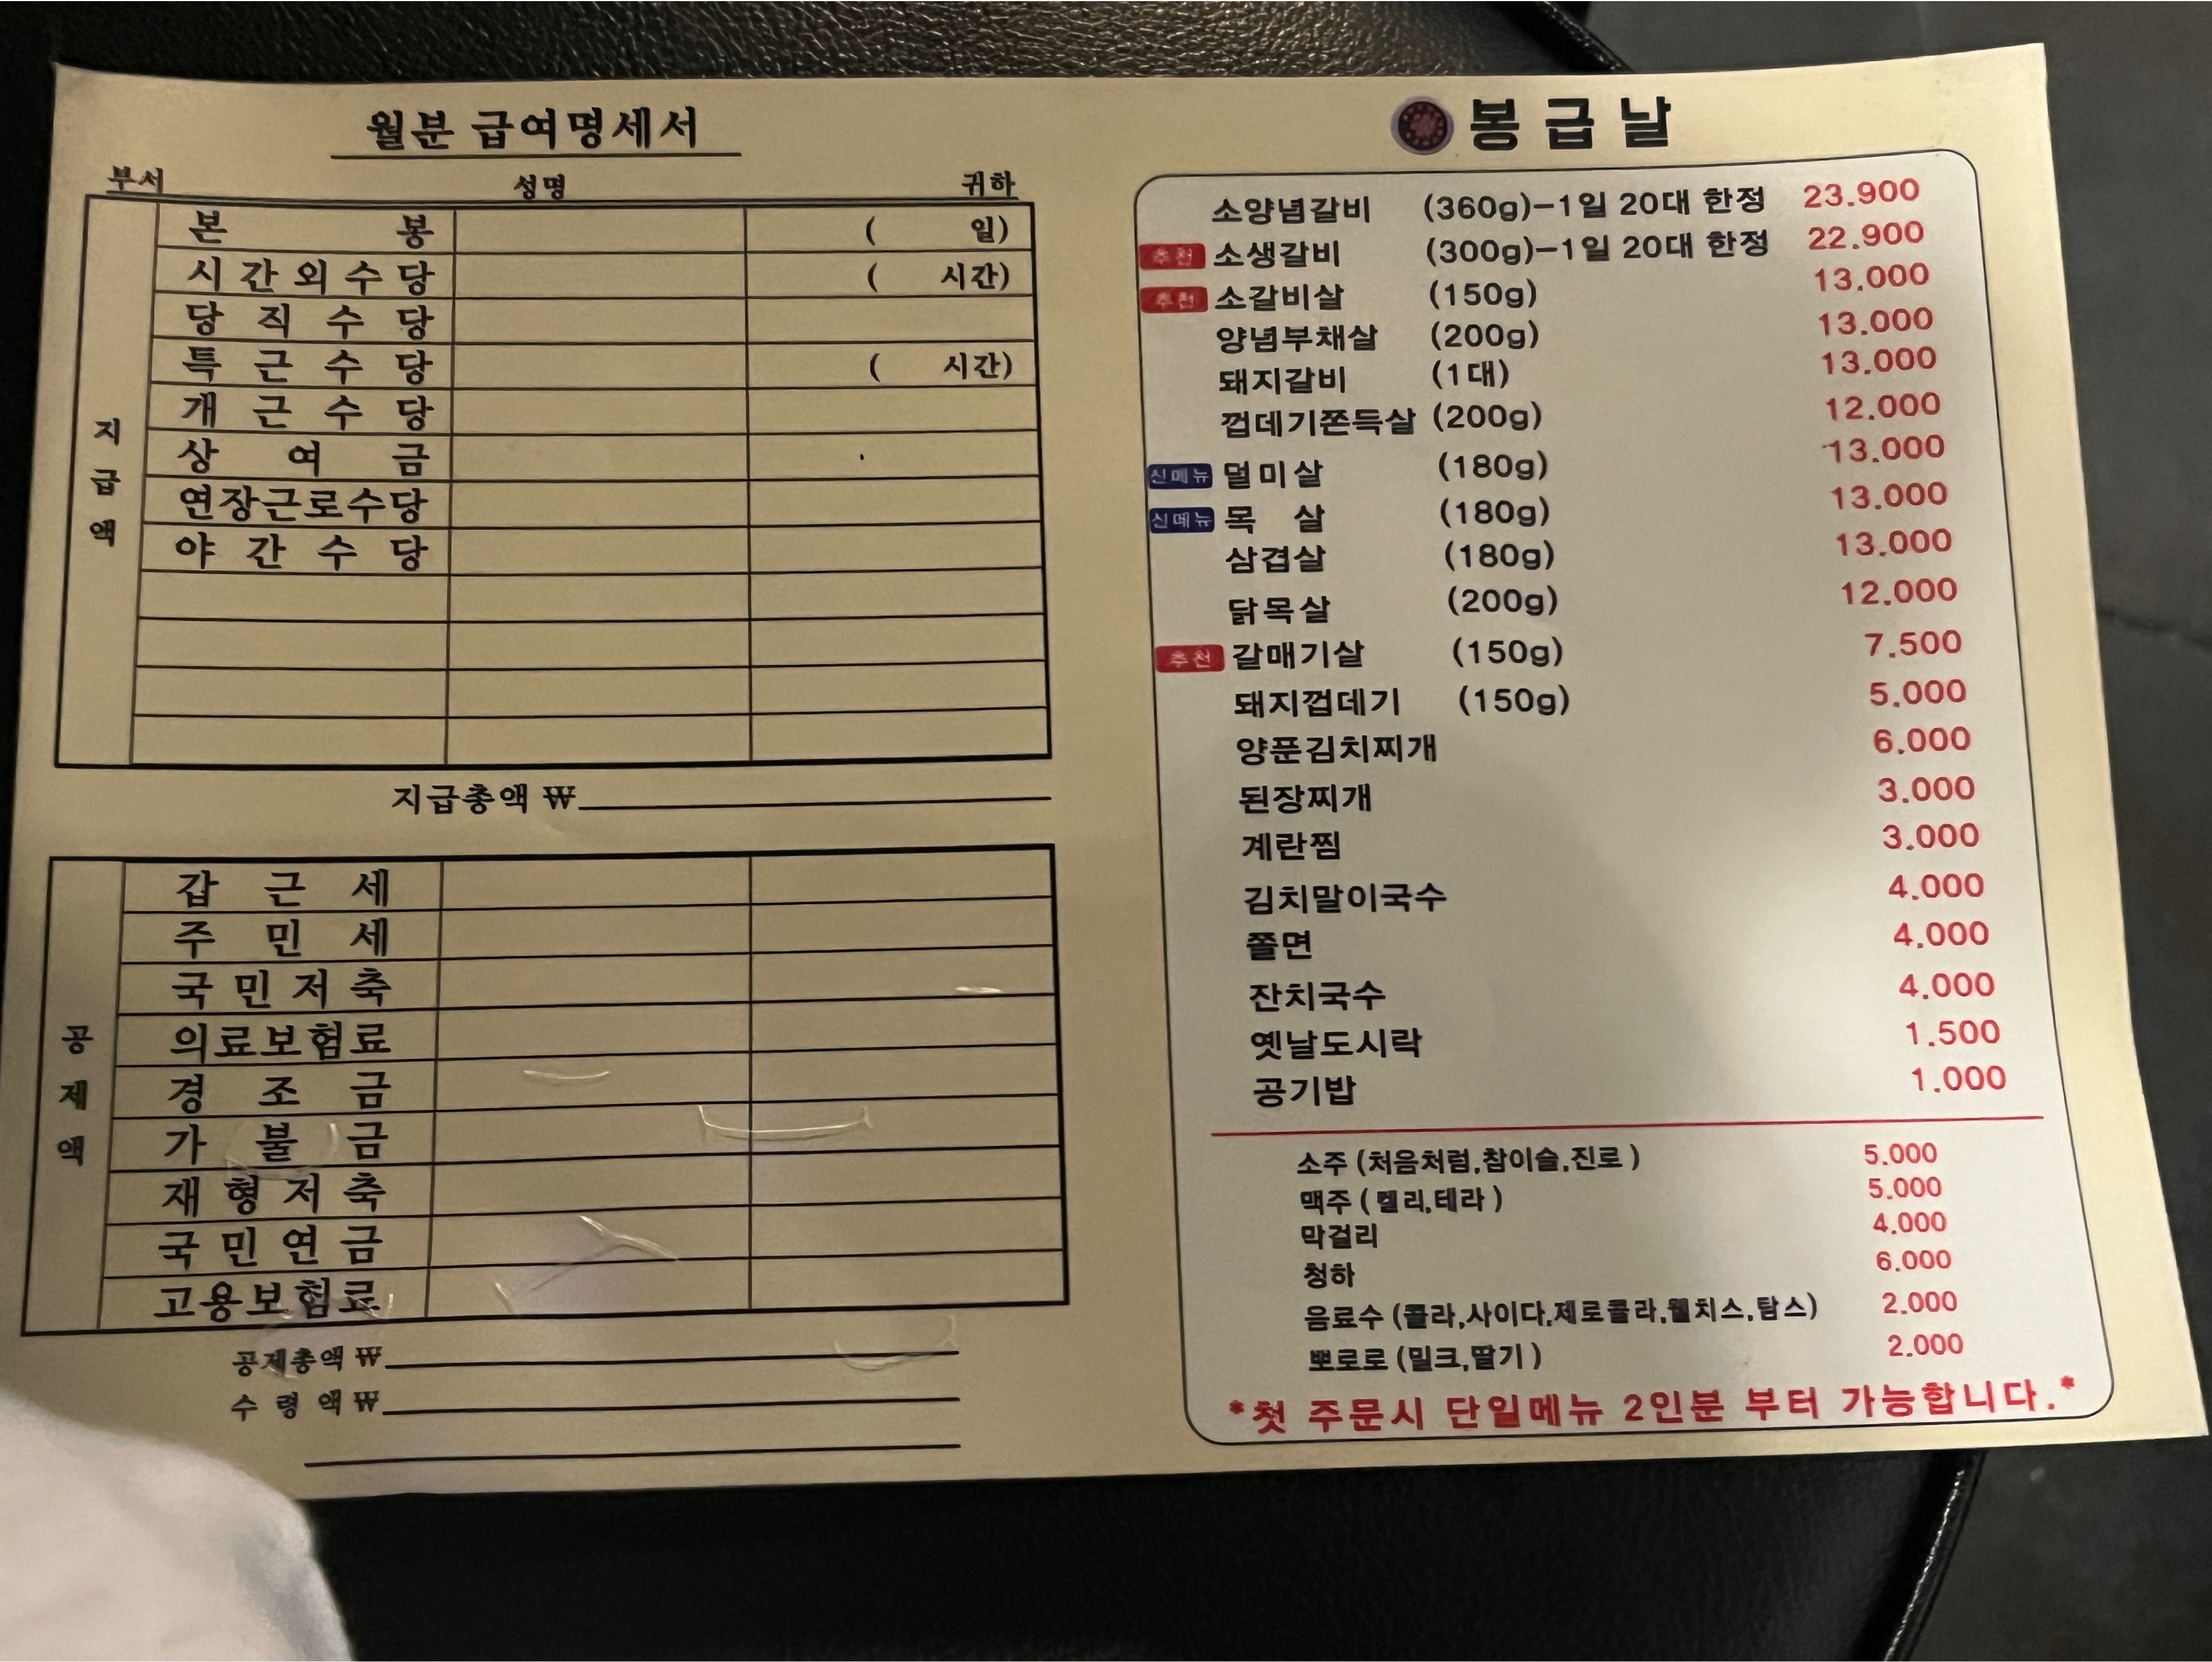 월분 급여명세서
부서 성명 귀하
지급액
본 봉 ( 일)
시간외수당 ( 시간)
당직수당
특근수당 ( 시간)
개근수당
상여금
연장근로수당
야간수당
지급총액 ₩
공제액
갑근세
주민세
국민저축
의료보험료
경조금
가불금
재형저축
국민연금
고용보험료
공제총액 ₩
수령액 ₩
봉급날
소양념갈비 (360g)-1일 20대 한정 23.900
추천 소생갈비 (300g)-1일 20대 한정 22.900
추천 소갈비살 (150g) 13.000
양념부채살 (200g) 13.000
돼지갈비 (1대) 13.000
껍데기쫀득살 (200g) 12.000
신메뉴 덜미살 (180g) 13.000
신메뉴 목 살 (180g) 13.000
삼겹살 (180g) 13.000
닭목살 (200g) 12.000
추천 갈매기살 (150g) 7.500
돼지껍데기 (150g) 5.000
양푼김치찌개 6.000
된장찌개 3.000
계란찜 3.000
김치말이국수 4.000
쫄면 4.000
잔치국수 4.000
옛날도시락 1.500
공기밥 1.000
소주 (처음처럼,참이슬,진로) 5.000
맥주 (켈리,테라) 5.000
막걸리 4.000
청하 6.000
음료수 (콜라,사이다,제로콜라,웰치스,탐스) 2.000
뽀로로 (밀크,딸기) 2.000
*첫 주문시 단일메뉴 2인분 부터 가능합니다.*